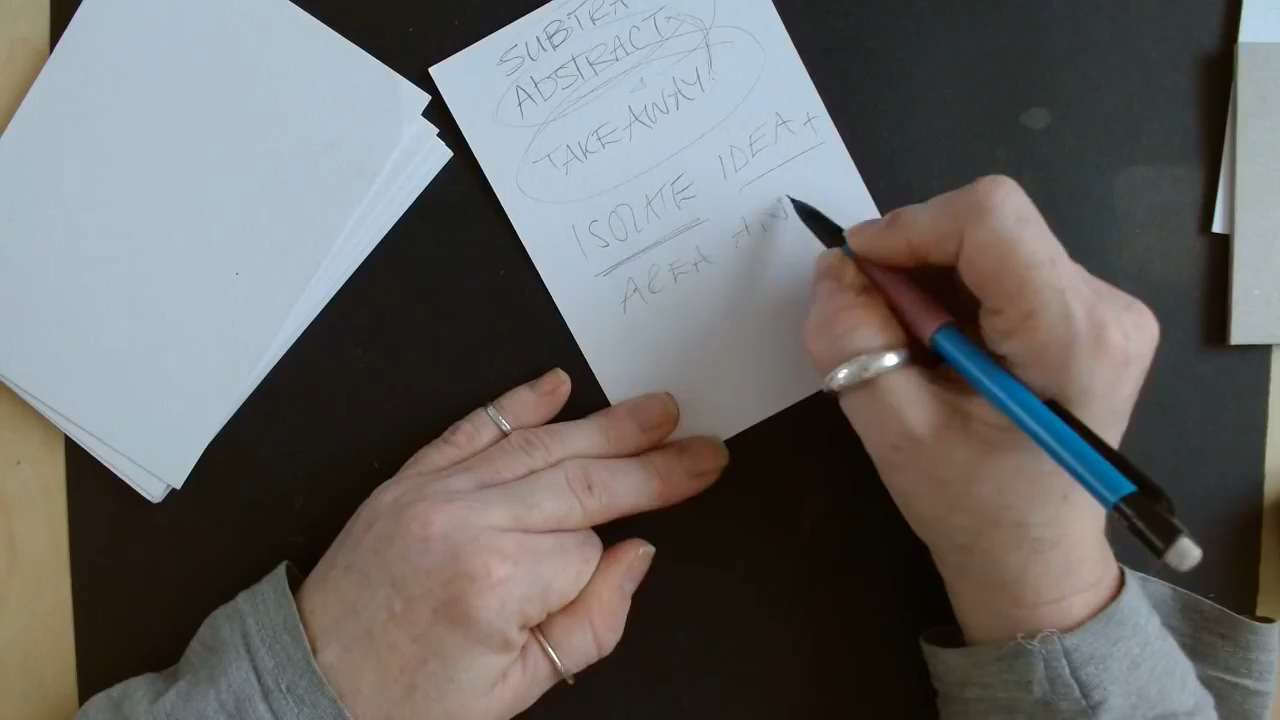 SUBTRA
ABSTRACT
TAKE AWAY!
ISOLATE IDEA +
AREA AN